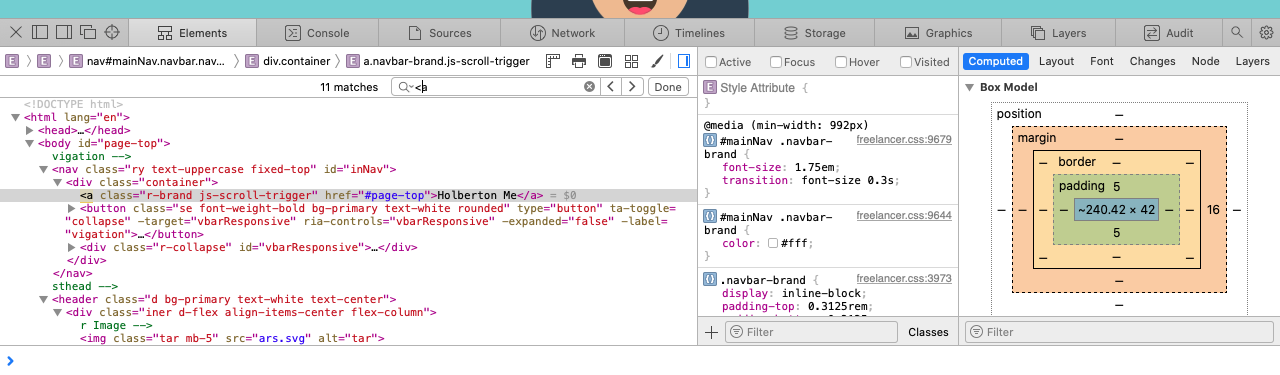 Elements Console Sources Network Timelines Storage Graphics Layers Audit
E E E nav#mainNav.navbar.nav... E div.container E a.navbar-brand.js-scroll-trigger
11 matches <a Done
<!DOCTYPE html>
<html lang="en">
<head>…</head>
<body id="page-top">
vigation -->
<nav class="ry text-uppercase fixed-top" id="inNav">
<div class="container">
<a class="r-brand js-scroll-trigger" href="#page-top">Holberton Me</a> = $0
<button class="se font-weight-bold bg-primary text-white rounded" type="button" ta-toggle=
"collapse" -target="vbarResponsive" ria-controls="vbarResponsive" -expanded="false" -label=
"vigation">…</button>
<div class="r-collapse" id="vbarResponsive">…</div>
</div>
</nav>
sthead -->
<header class="d bg-primary text-white text-center">
<div class="iner d-flex align-items-center flex-column">
r Image -->
<img class="tar mb-5" src="ars.svg" alt="tar">
Active Focus Hover Visited
E Style Attribute {
}
@media (min-width: 992px)
{} #mainNav .navbar- freelancer.css:9679
brand {
font-size: 1.75em;
transition: font-size 0.3s;
}
{} #mainNav .navbar- freelancer.css:9644
brand {
color: #fff;
}
{} .navbar-brand { freelancer.css:3973
display: inline-block;
padding-top: 0.3125rem;
Filter Classes
Computed Layout Font Changes Node Layers
Box Model
position –
margin –
– border – –
padding 5
– – – ~240.42 × 42 – – 16 –
5
– – –
–
–
Filter